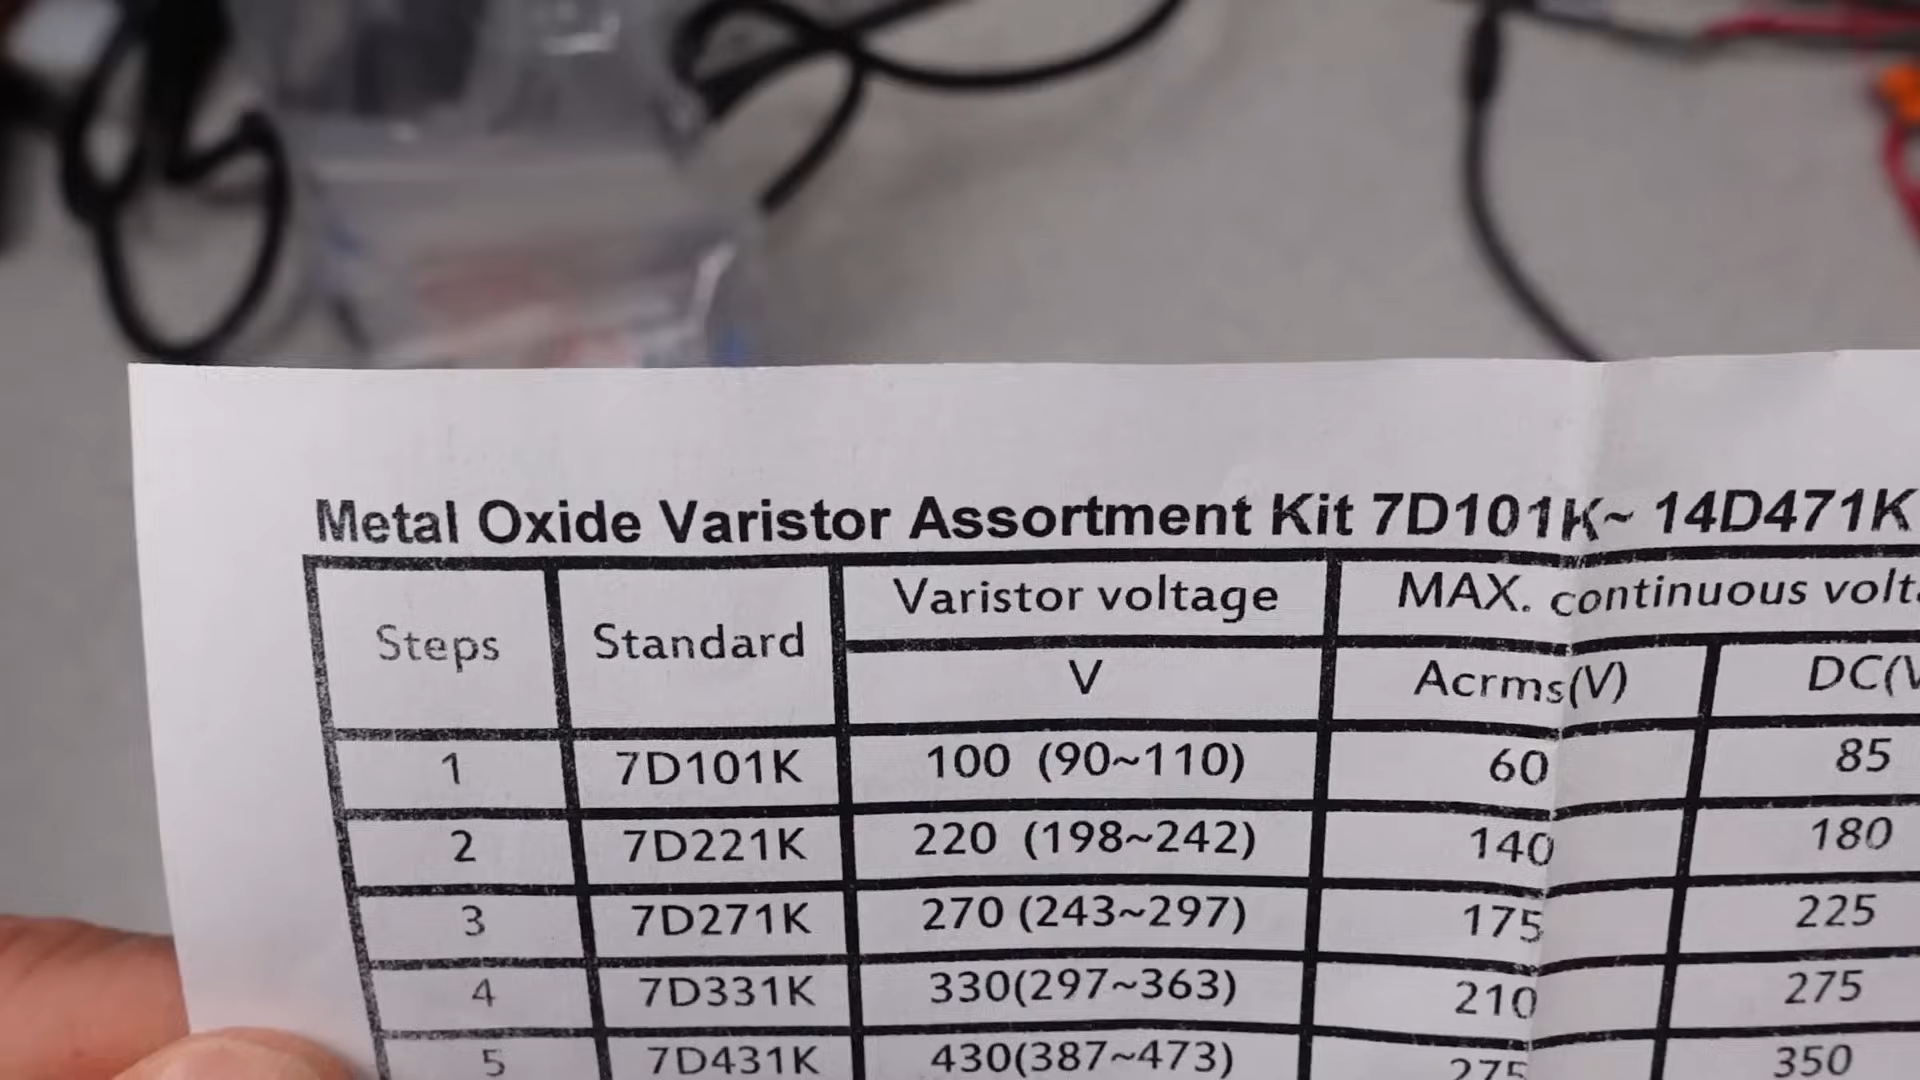 Metal Oxide Varistor Assortment Kit 7D101K~ 14D471K
Steps Standard Varistor voltage MAX. continuous
V Acrms(V)
1 7D101K 100 (90~110) 60 85
2 7D221K 220 (198~242) 140 180
3 7D271K 270 (243~297) 175 225
4 7D331K 330(297~363) 210 275
5 7D431K 430(387~473) 275 350